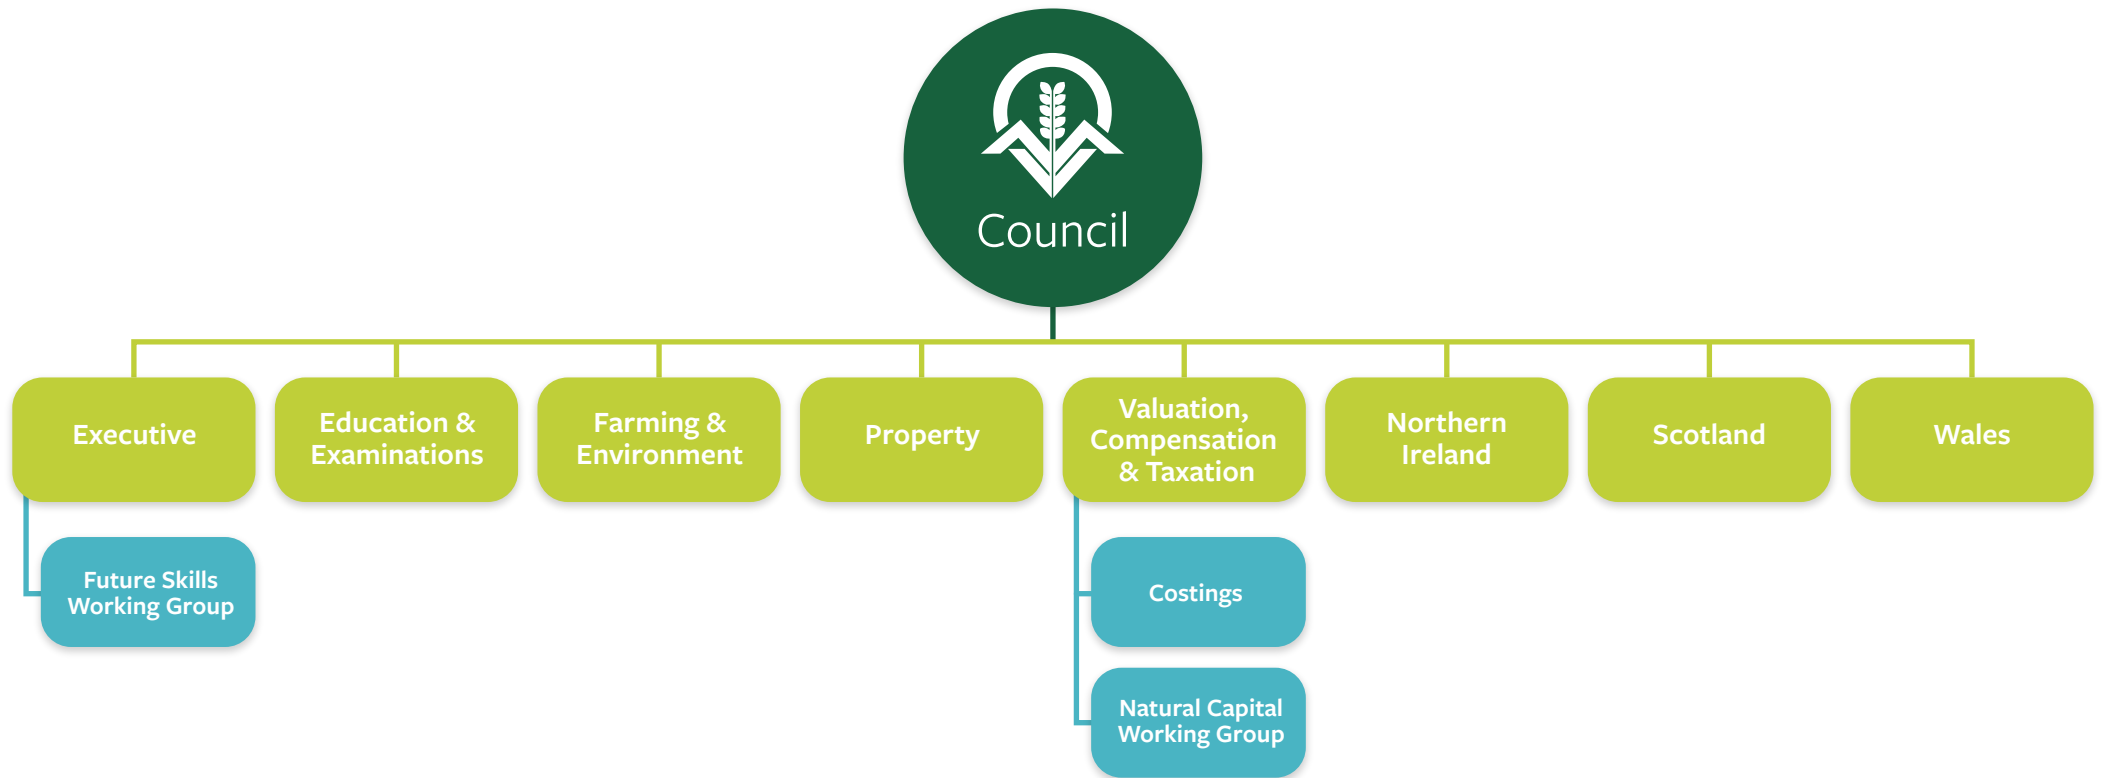 Council
Executive
Education &
Examinations
Farming &
Environment
Property
Valuation,
Compensation
& Taxation
Northern
Ireland
Scotland
Wales
Future Skills
Working Group
Costings
Natural Capital
Working Group